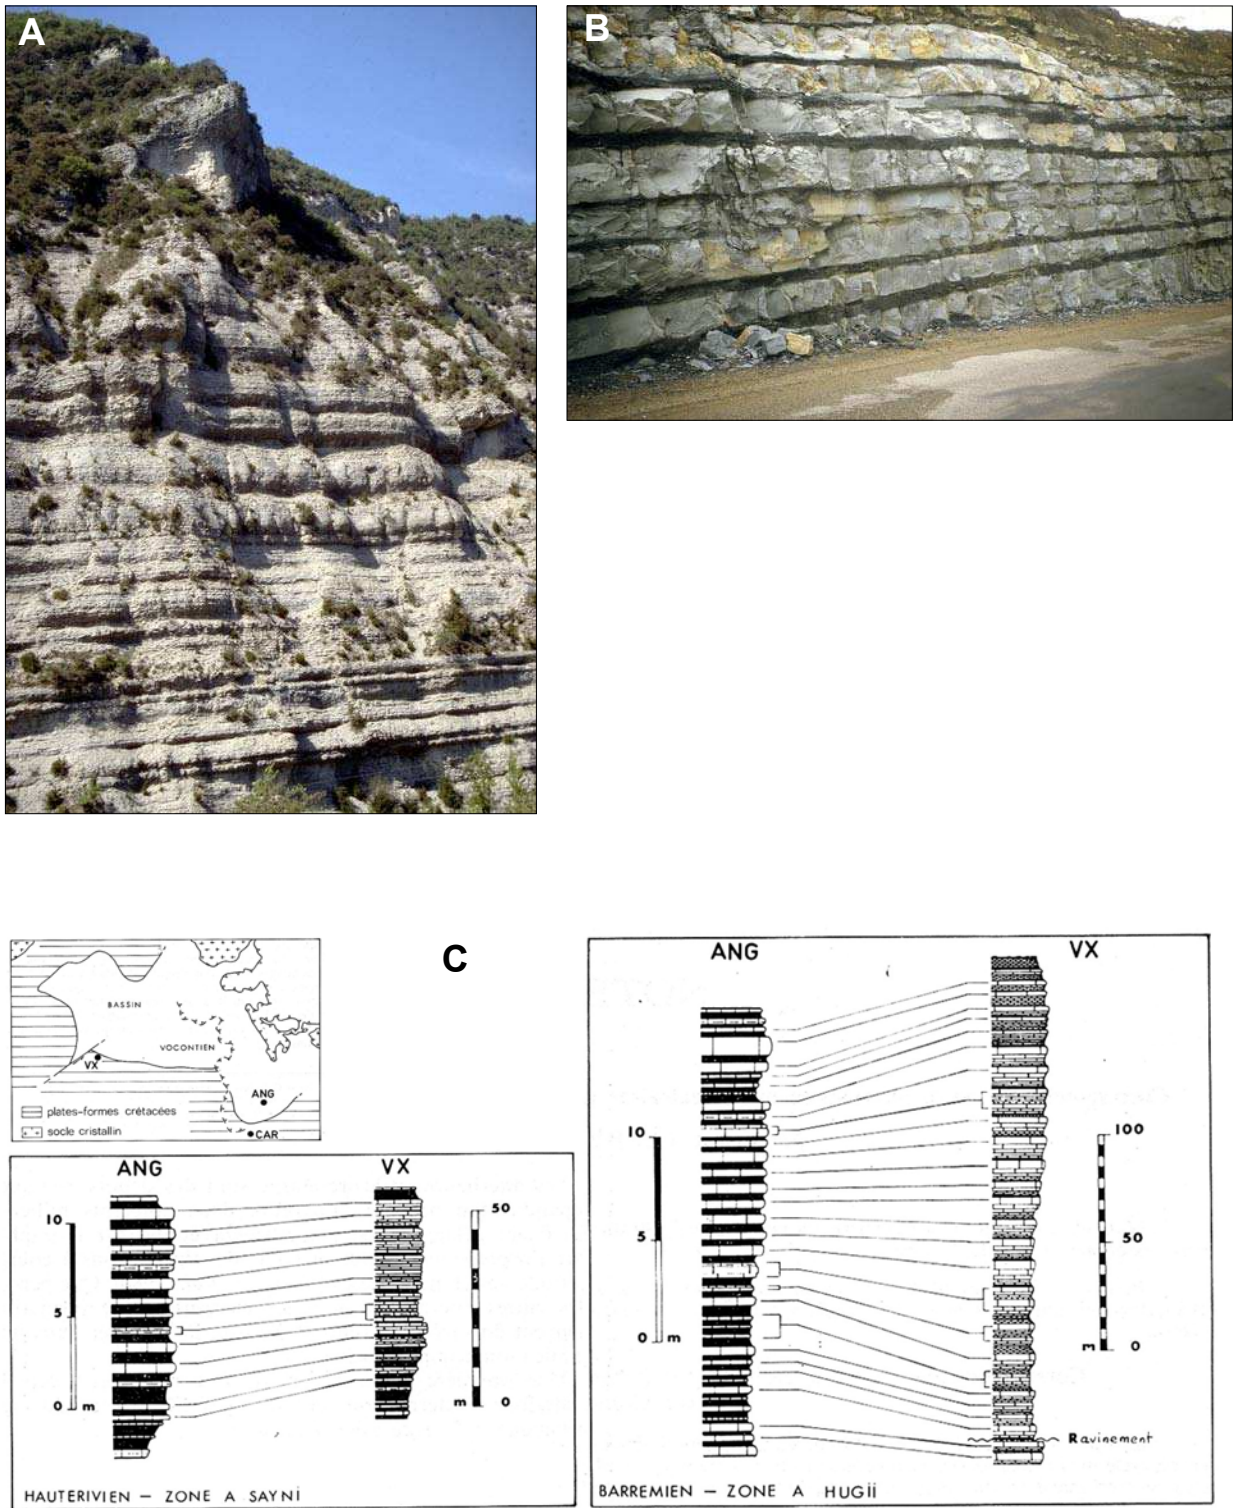 A
B
C
BASSIN
VOCONTIEN
VX
ANG
CAR
plates-formes crétacées
socle cristallin
ANG
VX
10
5
0 m
50
m 0
HAUTERIVIEN – ZONE A SAYNI
ANG
VX
10
5
0 m
100
50
m 0
Ravinement
BARREMIEN – ZONE A HUGII